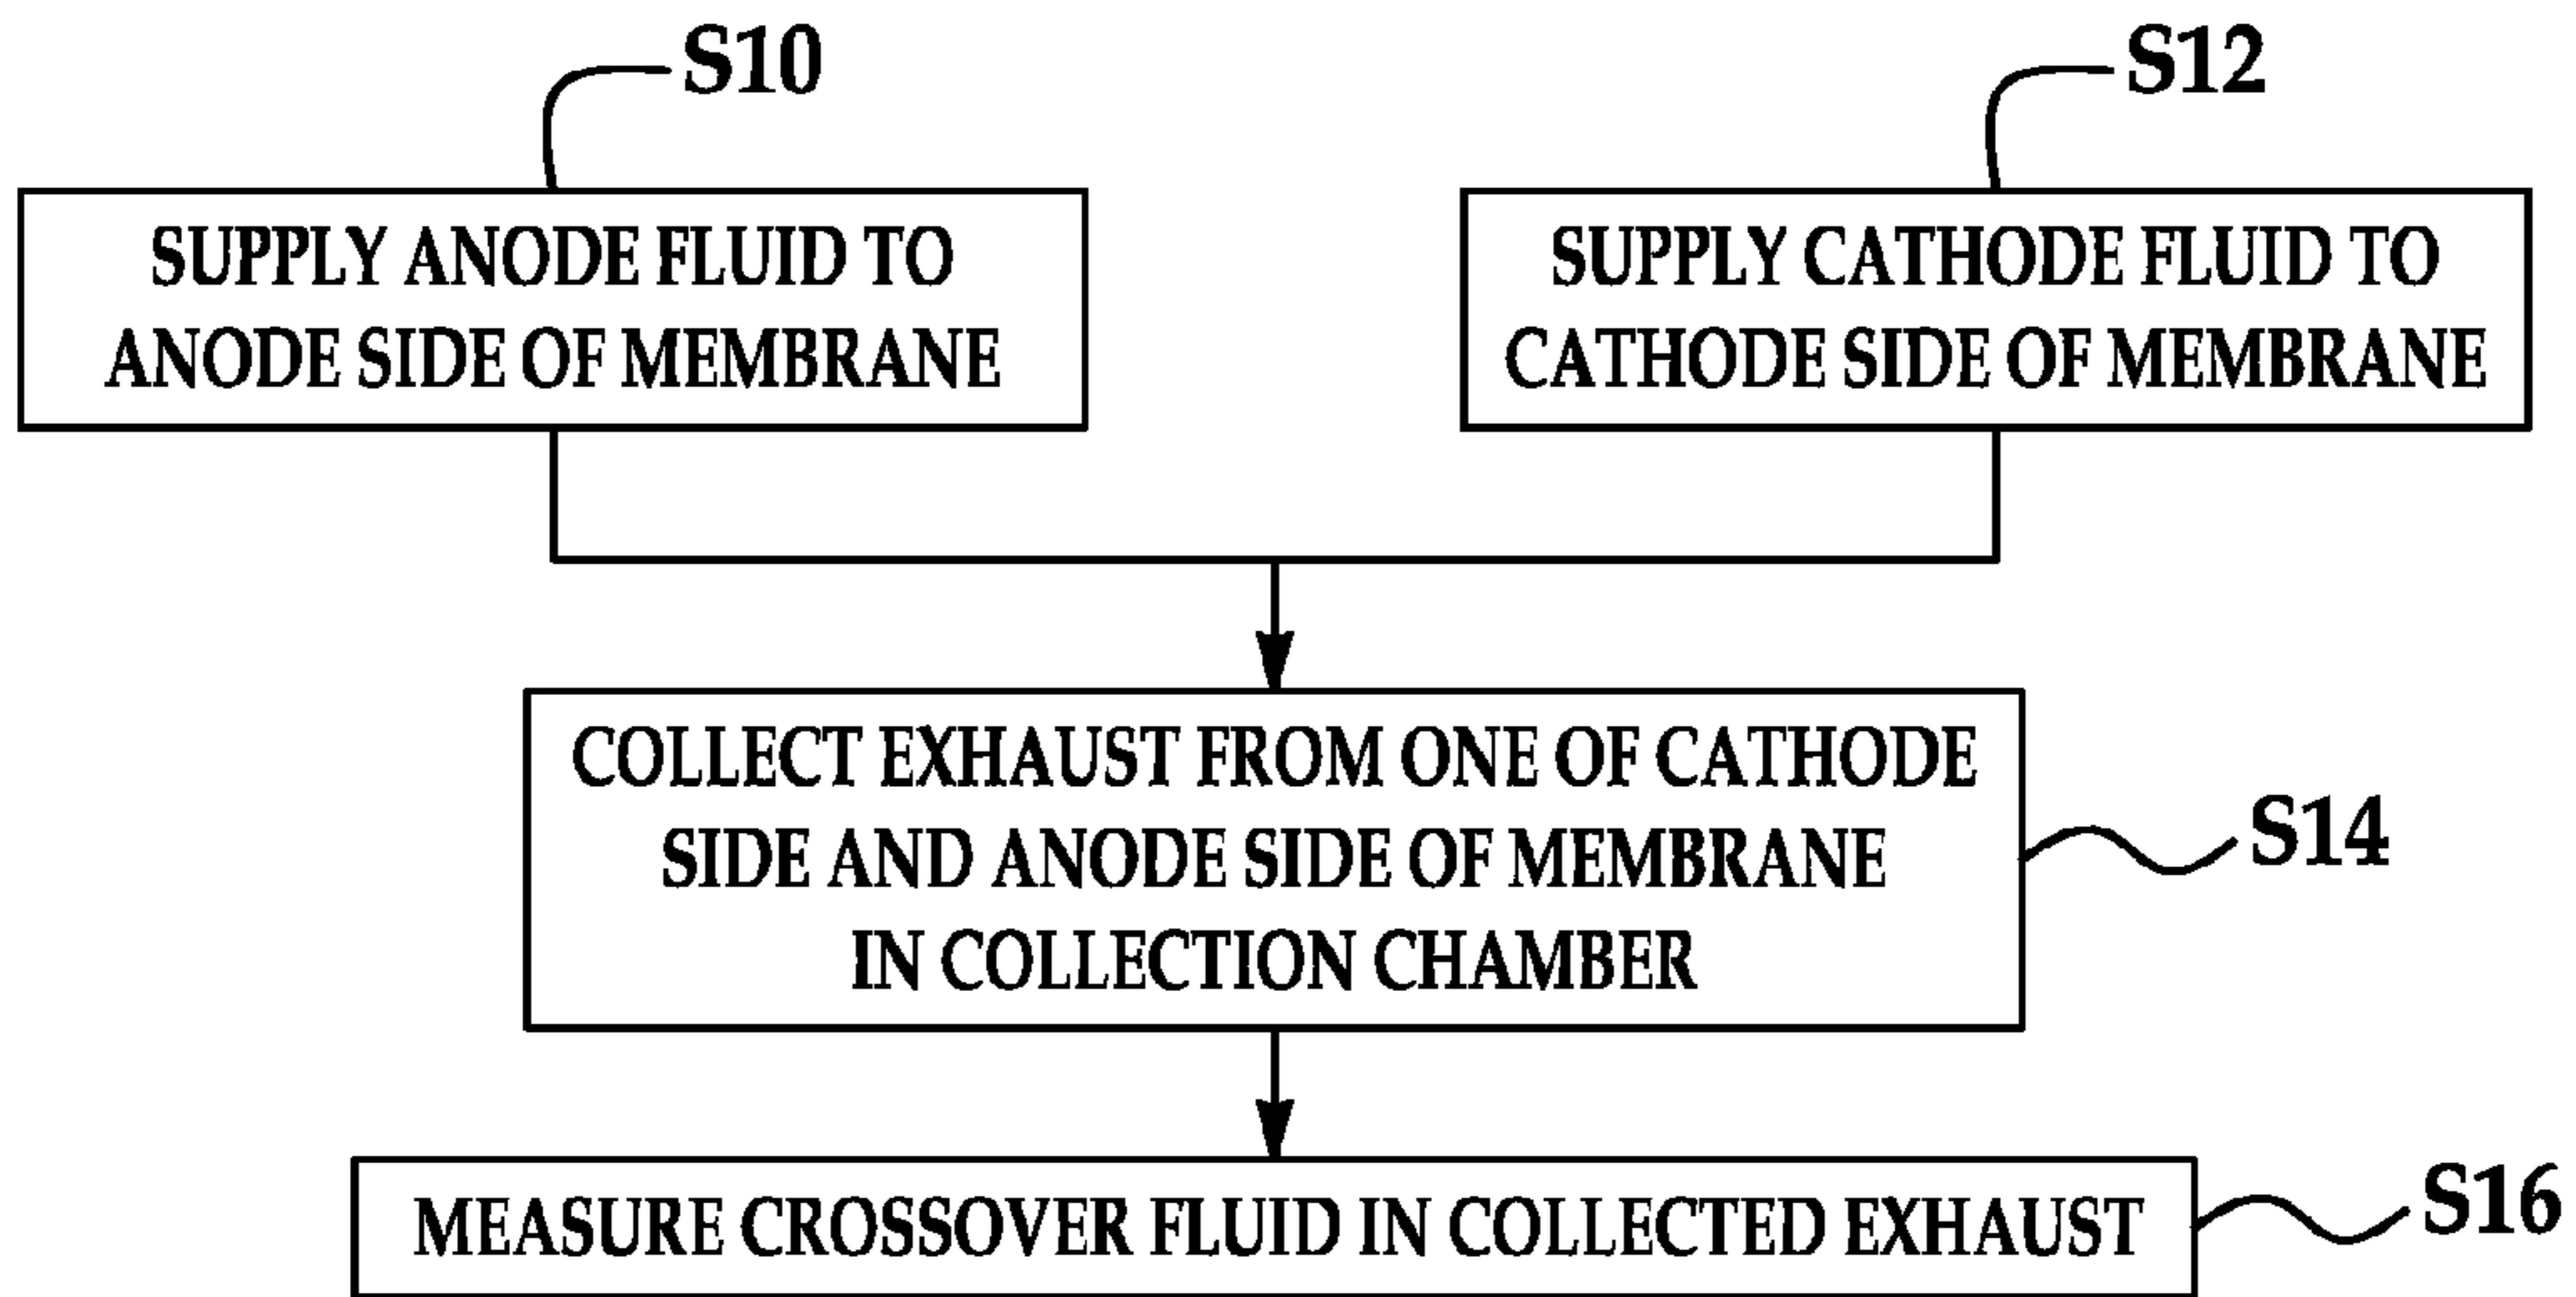 S10
S12
SUPPLY ANODE FLUID TO
ANODE SIDE OF MEMBRANE
SUPPLY CATHODE FLUID TO
CATHODE SIDE OF MEMBRANE
COLLECT EXHAUST FROM ONE OF CATHODE
SIDE AND ANODE SIDE OF MEMBRANE
IN COLLECTION CHAMBER
S14
MEASURE CROSSOVER FLUID IN COLLECTED EXHAUST
S16